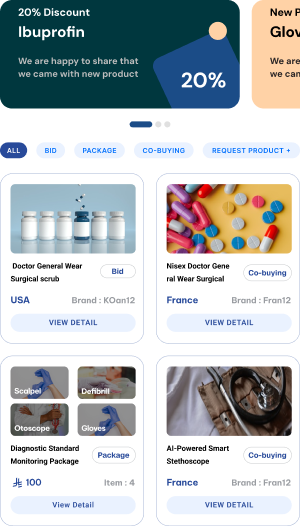 20% Discount
Ibuprofin
We are happy to share that
we came with new product
20%
New P
Glov
We are
we can
ALL
BID
PACKAGE
CO-BUYING
REQUEST PRODUCT +
Doctor General Wear
Surgical scrub
Bid
USA
Brand : KOan12
VIEW DETAIL
Nisex Doctor Gene
ral Wear Surgical
Co-buying
France
Brand : Fran12
VIEW DETAIL
Scalpel
Defibrill
Otoscope
Gloves
Diagnostic Standard
Monitoring Package
Package
100
Item : 4
View Detail
AI-Powered Smart
Stethoscope
Co-buying
France
Brand : Fran12
VIEW DETAIL